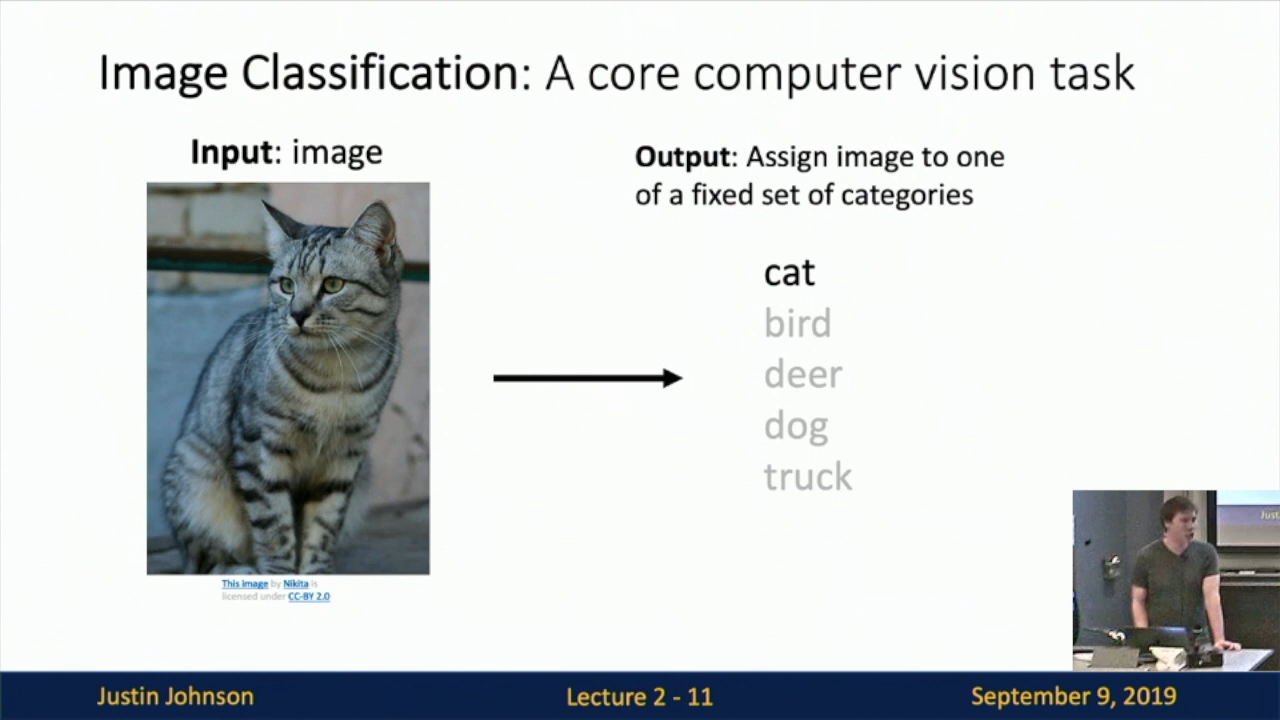 Image Classification: A core computer vision task
Input: image
Output: Assign image to one
of a fixed set of categories
cat
bird
deer
dog
truck
This image by Nikita is
licensed under CC-BY 2.0
Just
Justin Johnson
Lecture 2 - 11
September 9, 2019